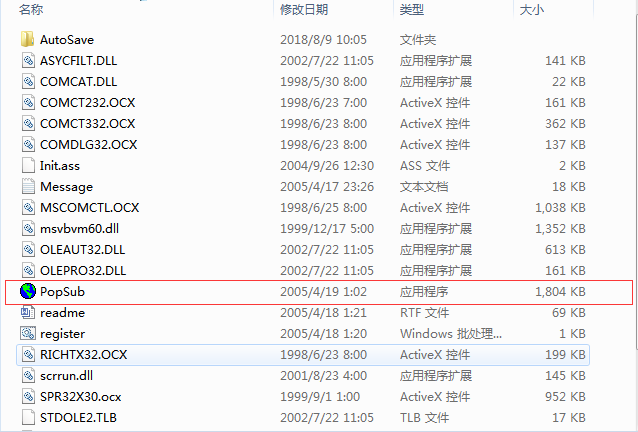 名称 修改日期 类型 大小
AutoSave 2018/8/9 10:05 文件夹
ASYCFILT.DLL 2002/7/22 11:05 应用程序扩展 141 KB
COMCAT.DLL 1998/5/30 8:00 应用程序扩展 22 KB
COMCT232.OCX 1998/6/23 7:00 ActiveX 控件 161 KB
COMCT332.OCX 1998/6/23 8:00 ActiveX 控件 362 KB
COMDLG32.OCX 1998/6/23 8:00 ActiveX 控件 137 KB
Init.ass 2004/9/26 12:30 ASS 文件 2 KB
Message 2005/4/17 23:26 文本文档 18 KB
MSCOMCTL.OCX 1998/6/25 8:00 ActiveX 控件 1,038 KB
msvbvm60.dll 1999/12/17 5:00 应用程序扩展 1,352 KB
OLEAUT32.DLL 2002/7/22 11:05 应用程序扩展 613 KB
OLEPRO32.DLL 2002/7/22 11:05 应用程序扩展 161 KB
PopSub 2005/4/19 1:02 应用程序 1,804 KB
readme 2005/4/18 1:21 RTF 文件 69 KB
register 2005/4/18 1:20 Windows 批处理... 1 KB
RICHTX32.OCX 1998/6/23 8:00 ActiveX 控件 199 KB
scrrun.dll 2001/8/23 4:00 应用程序扩展 145 KB
SPR32X30.ocx 1999/9/1 8:00 ActiveX 控件 952 KB
STDOLE2.TLB 2002/7/22 11:05 TLB 文件 17 KB